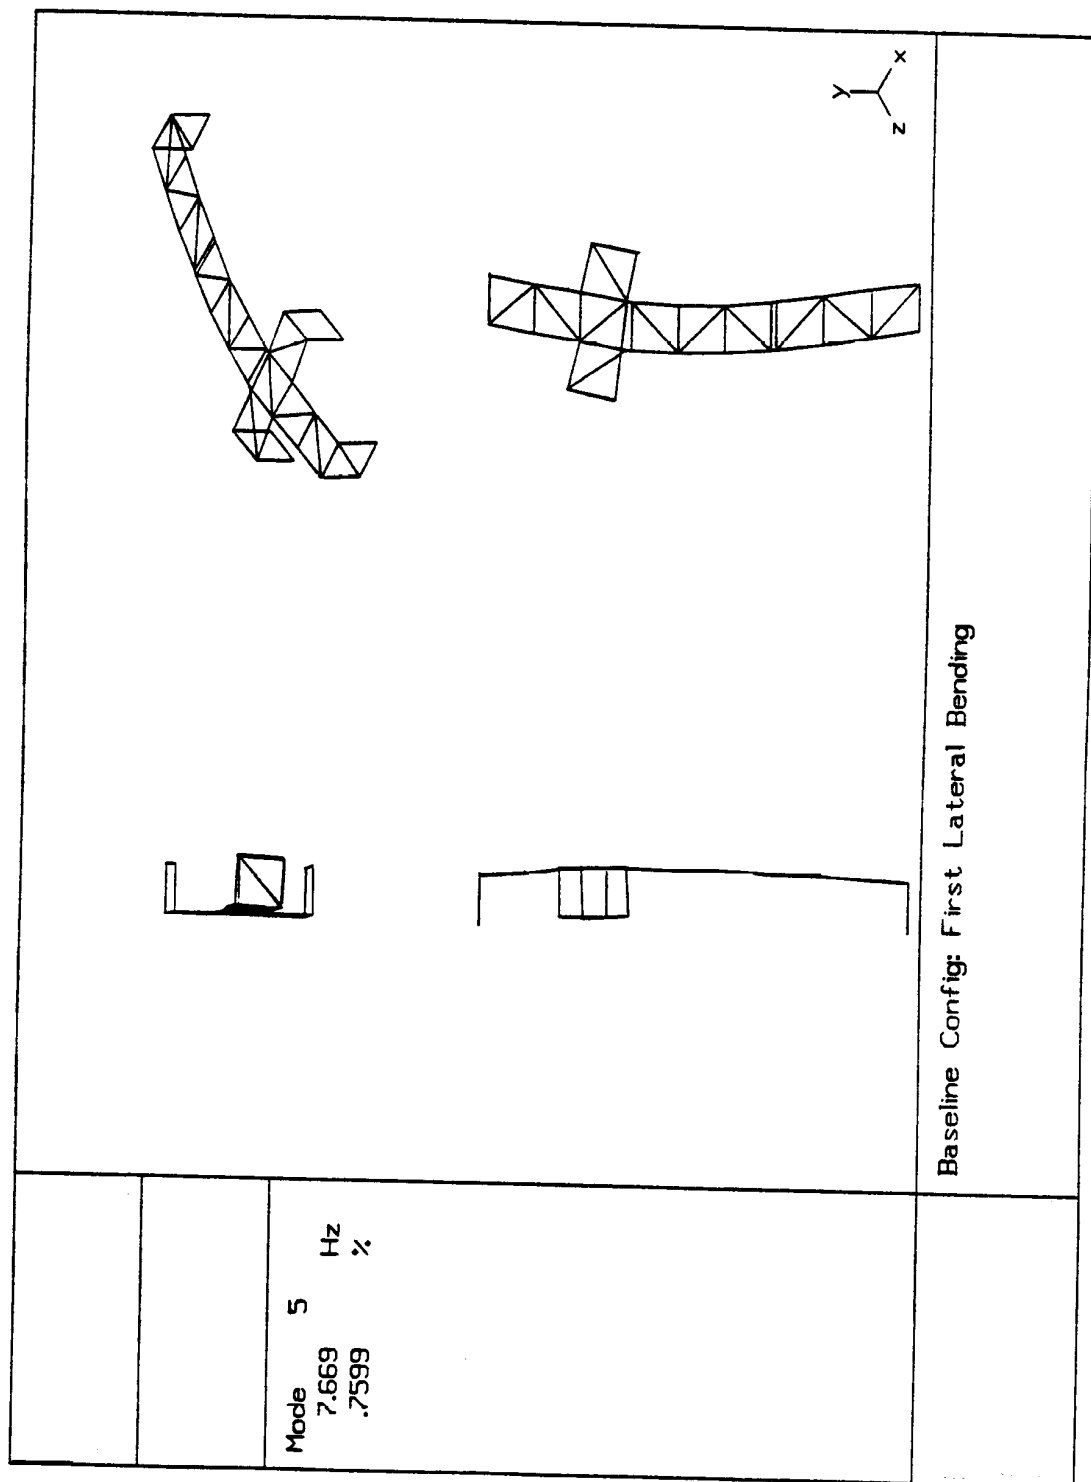 Mode 5
7.669 Hz
.7599 %
y
z x
Baseline Config: First Lateral Bending